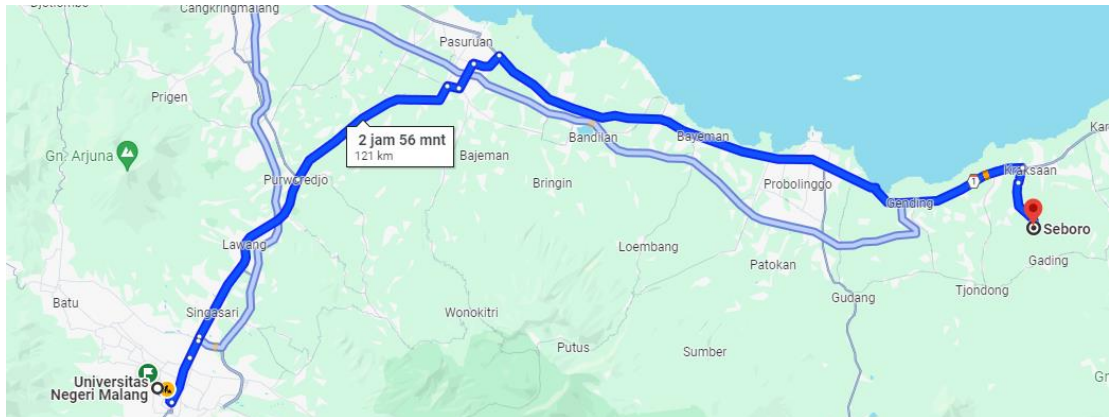 Cangkringmalang
Pasuruan
Prigen
2 jam 56 mnt
121 km
Gn. Arjuna
Bandilan
Bayeman
Bajeman
Kraksaan
1
Purworedjo
Bringin
Probolinggo
Gending
Seboro
Lawang
Loembang
Patokan
Gading
Batu
Gudang
Tjondong
Singasari
Wonokitri
Putus
Sumber
Universitas
Negeri Malang